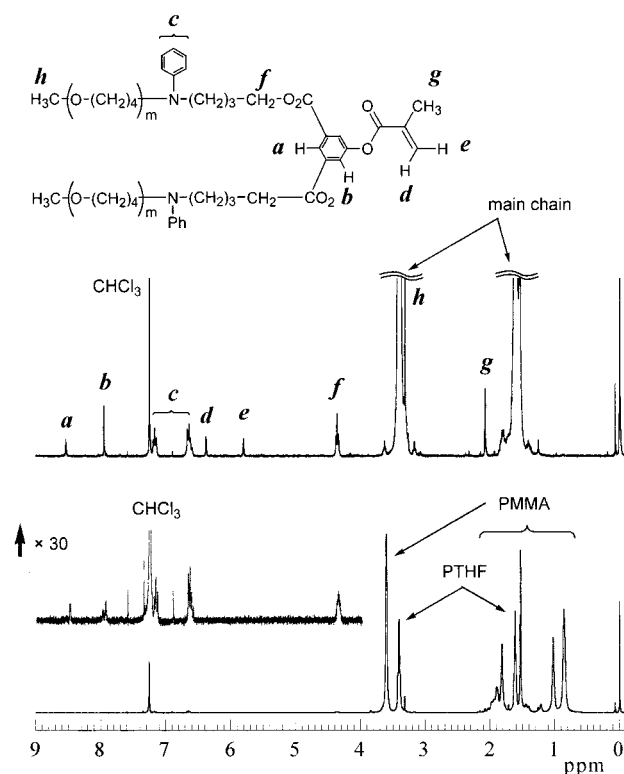 c
h
f
g
H₃C
(O-(CH₂)₄)
m
N
(CH₂)₃
CH₂
O₂C
O
CH₃
a
H
O
H
e
H
b
H
d
H₃C
(O-(CH₂)₄)
m
N
(CH₂)₃
CH₂
CO₂
Ph
main chain
CHCl₃
h
b
c
f
g
a
d
e
CHCl₃
PMMA
× 30
PTHF
9 8 7 6 5 4 3 2 1 0
ppm